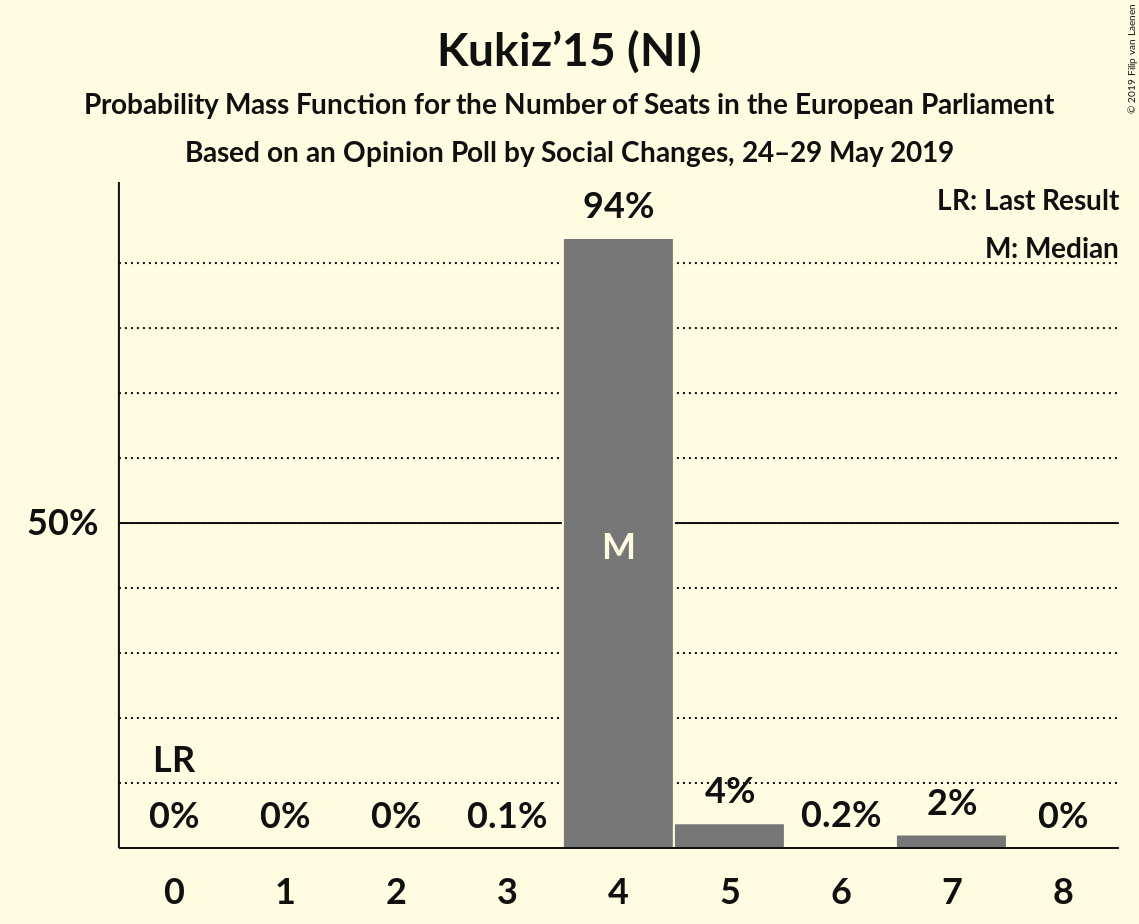 Kukiz’15 (NI)
Probability Mass Function for the Number of Seats in the European Parliament
Based on an Opinion Poll by Social Changes, 24–29 May 2019
© 2019 Filip van Laenen
LR: Last Result
M: Median
94%
50%
M
LR
0%
0%
0%
0.1%
4%
0.2%
2%
0%
0
1
2
3
4
5
6
7
8